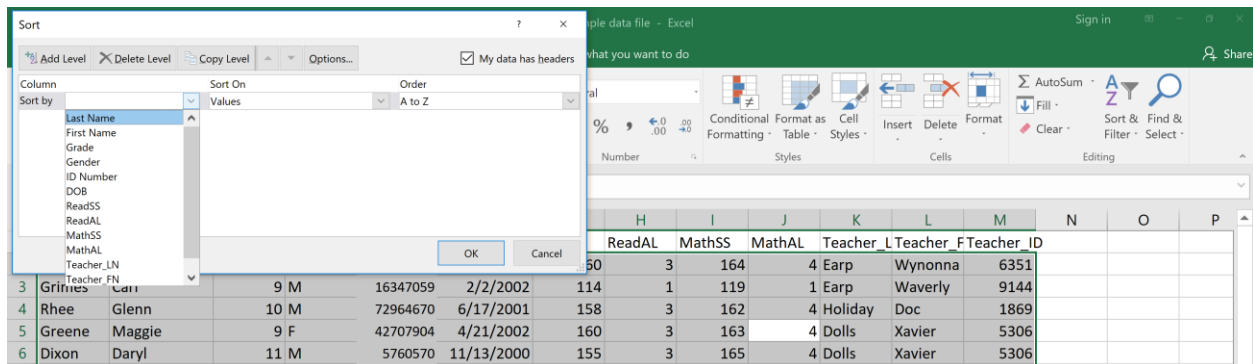 Sort ? × ple data file - Excel Sign in
Add Level Delete Level Copy Level Options... My data has headers what you want to do Share
Column Sort On Order
Sort by Values A to Z
Last Name
First Name
Grade
Gender
ID Number
DOB
ReadSS
ReadAL
MathSS
MathAL
Teacher_LN
Teacher_FN
OK Cancel
% , .0 .00 .00 .0
Number
Conditional Formatting
Format as Table
Cell Styles
Styles
Insert Delete Format
Cells
AutoSum
Fill
Clear
Sort & Filter
Find & Select
Editing
H I J K L M N O P
ReadAL MathSS MathAL Teacher_L Teacher_F Teacher_ID
60 3 164 4 Earp Wynonna 6351
3 Grimes Carl 9 M 16347059 2/2/2002 114 1 119 1 Earp Waverly 9144
4 Rhee Glenn 10 M 72964670 6/17/2001 158 3 162 4 Holiday Doc 1869
5 Greene Maggie 9 F 42707904 4/21/2002 160 3 163 4 Dolls Xavier 5306
6 Dixon Daryl 11 M 5760570 11/13/2000 155 3 165 4 Dolls Xavier 5306